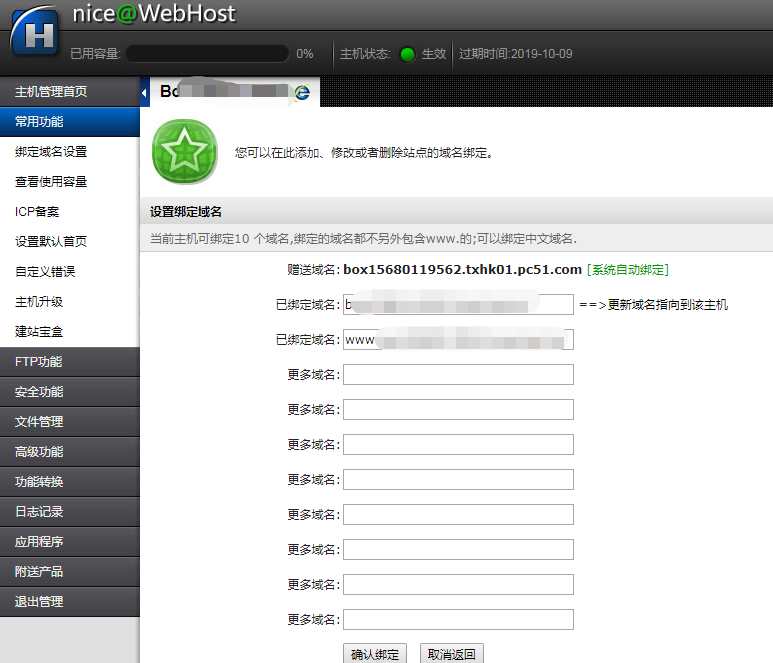 nice@WebHost
已用容量: 0% 主机状态: 生效 过期时间:2019-10-09
主机管理首页
常用功能
绑定域名设置
查看使用容量
ICP备案
设置默认首页
自定义错误
主机升级
建站宝盒
FTP功能
安全功能
文件管理
高级功能
功能转换
日志记录
应用程序
附送产品
退出管理
您可以在此添加、修改或者删除站点的域名绑定。
设置绑定域名
当前主机可绑定10 个域名,绑定的域名都不另外包含www.的;可以绑定中文域名.
赠送域名: box15680119562.txhk01.pc51.com [系统自动绑定]
已绑定域名: b ==>更新域名指向到该主机
已绑定域名: www
更多域名:
更多域名:
更多域名:
更多域名:
更多域名:
更多域名:
更多域名:
更多域名:
确认绑定 取消返回